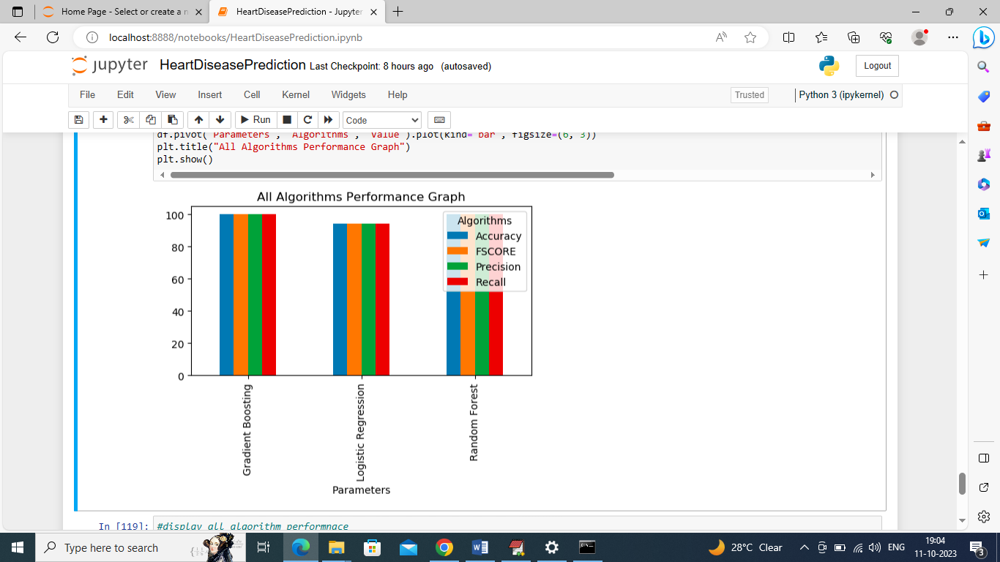 Home Page - Select or create a n
HeartDiseasePrediction - Jupyter
localhost:8888/notebooks/HeartDiseasePrediction.ipynb
jupyter HeartDiseasePrediction Last Checkpoint: 8 hours ago (autosaved)
Logout
File Edit View Insert Cell Kernel Widgets Help
Trusted
Python 3 (ipykernel)
Run
Code
df.pivot("Parameters", "Algorithms", "Value").plot(kind='bar', figsize=(6, 3))
plt.title("All Algorithms Performance Graph")
plt.show()
All Algorithms Performance Graph
100
80
60
40
20
0
Algorithms
Accuracy
FSCORE
Precision
Recall
Gradient Boosting
Logistic Regression
Random Forest
Parameters
In [119]: #display all algorithm performnace
Type here to search
28°C Clear
ENG
19:04
11-10-2023
3